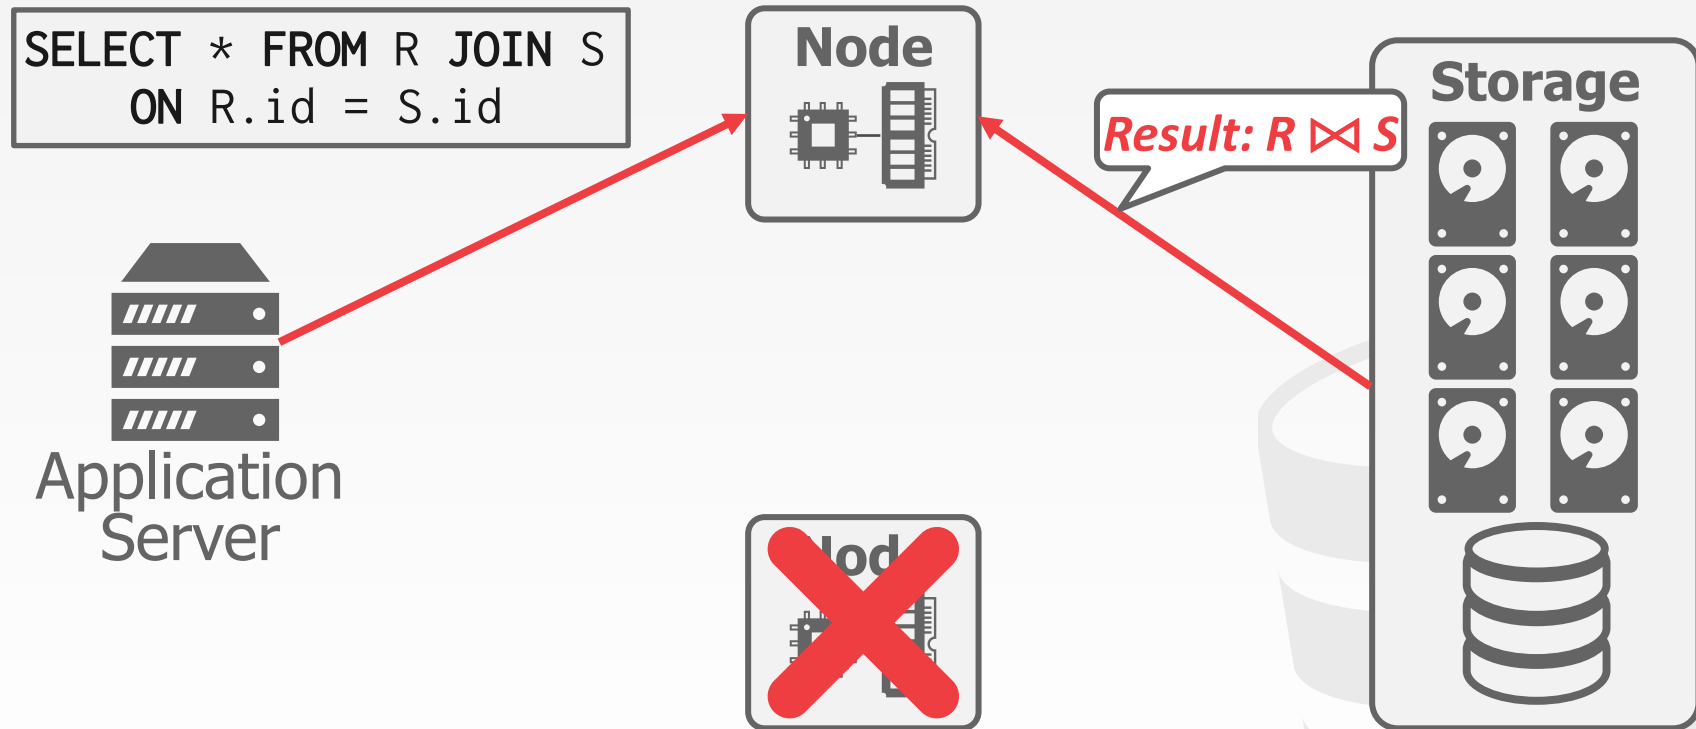 SELECT * FROM R JOIN S
ON R.id = S.id
Node
Result: R ⋈ S
Storage
Application
Server